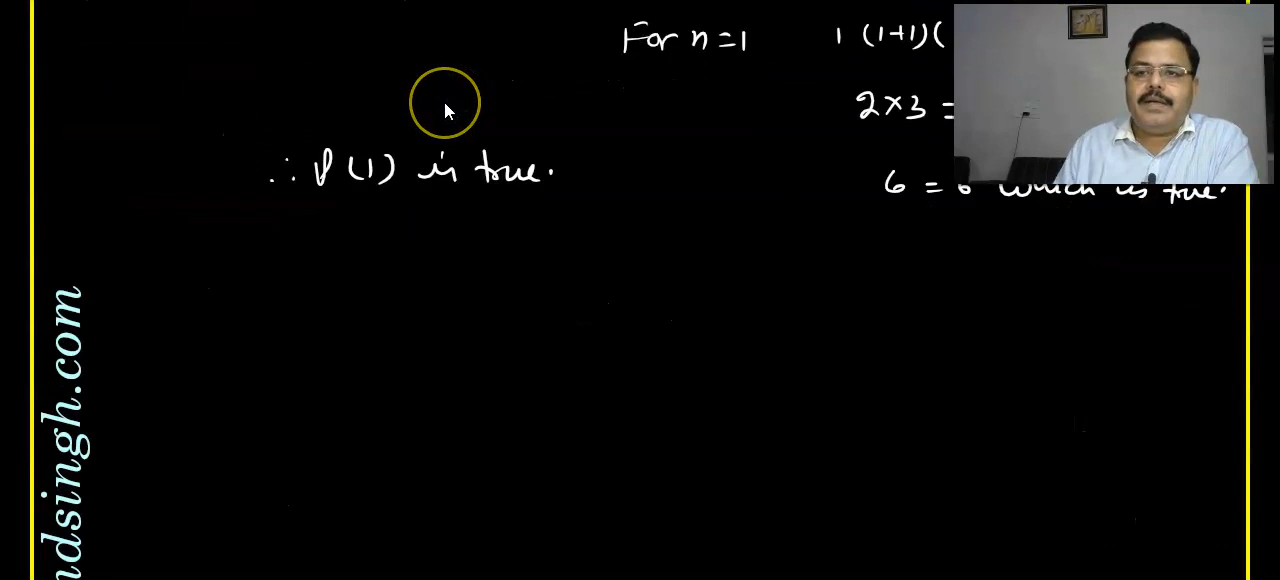 For n = 1 1 (1+1)(
2×3 =
∴ P(1) is true.
6 = 6 which is true.
ndsingh.com